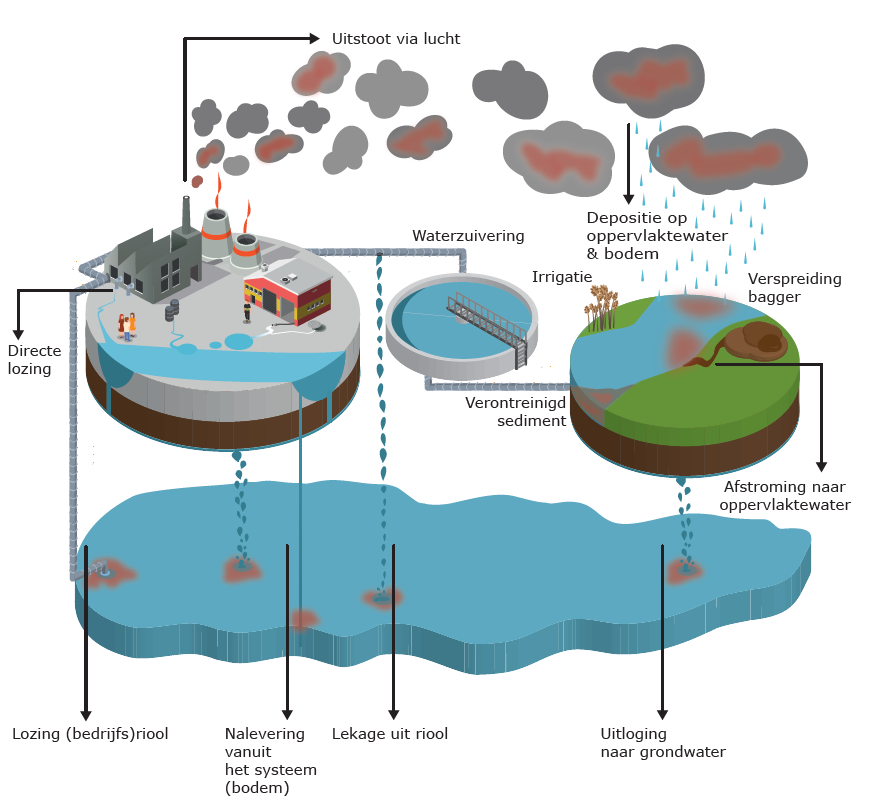 Uitstoot via lucht
Depositie op
oppervlaktewater
& bodem
Waterzuivering
Irrigatie
Verspreiding
bagger
Directe
lozing
Verontreinigd
sediment
Afstroming naar
oppervlaktewater
Lozing (bedrijfs)riool
Nalevering
vanuit
het systeem
(bodem)
Lekage uit riool
Uitloging
naar grondwater